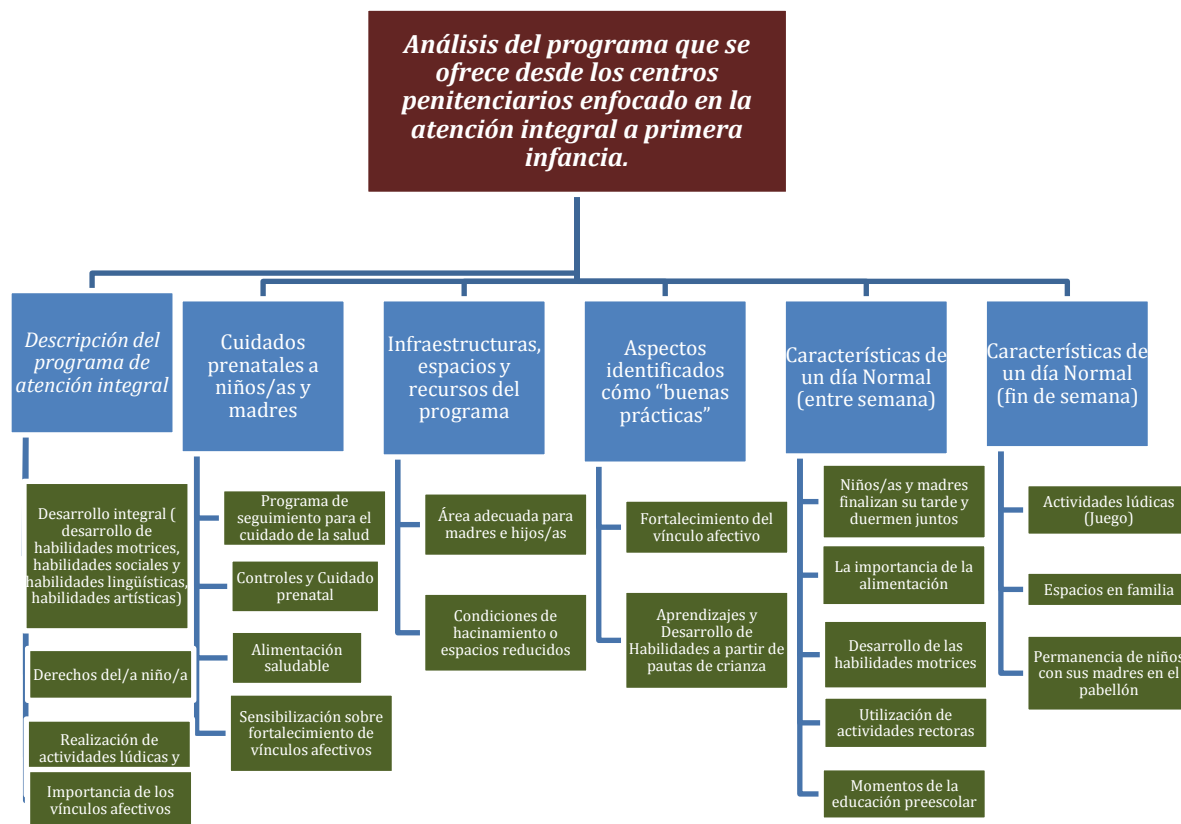 Análisis del programa que se
ofrece desde los centros
penitenciarios enfocado en la
atención integral a primera
infancia.
Descripción del
programa de
atención integral
Desarrollo integral (
desarrollo de
habilidades motrices,
habilidades sociales y
habilidades lingüísticas,
habilidades artísticas)
Derechos del/a niño/a
Realización de
actividades lúdicas y
Importancia de los
vínculos afectivos
Cuidados
prenatales a
niños/as y
madres
Programa de
seguimiento para el
cuidado de la salud
Controles y Cuidado
prenatal
Alimentación
saludable
Sensibilización sobre
fortalecimiento de
vínculos afectivos
Infraestructuras,
espacios y
recursos del
programa
Área adecuada para
madres e hijos/as
Condiciones de
hacinamiento o
espacios reducidos
Aspectos
identificados
cómo “buenas
prácticas”
Fortalecimiento del
vínculo afectivo
Aprendizajes y
Desarrollo de
Habilidades a partir de
pautas de crianza
Características de
un día Normal
(entre semana)
Niños/as y madres
finalizan su tarde y
duermen juntos
La importancia de la
alimentación
Desarrollo de las
habilidades motrices
Utilización de
actividades rectoras
Momentos de la
educación preescolar
Características de
un día Normal
(fin de semana)
Actividades lúdicas
(Juego)
Espacios en familia
Permanencia de niños
con sus madres en el
pabellón